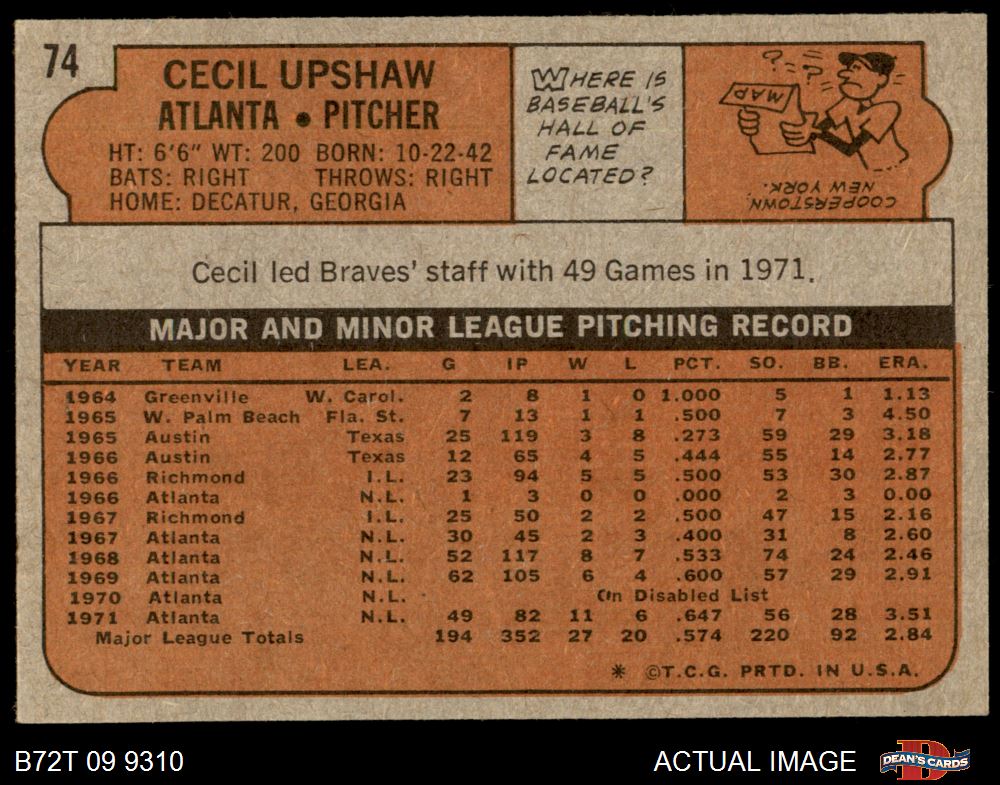 74
CECIL UPSHAW
ATLANTA • PITCHER
HT: 6'6" WT: 200 BORN: 10-22-42
BATS: RIGHT THROWS: RIGHT
HOME: DECATUR, GEORGIA
WHERE IS
BASEBALL'S
HALL OF
FAME
LOCATED?
? ? ?
MAP
COOPERSTOWN,
NEW YORK.
Cecil led Braves' staff with 49 Games in 1971.
MAJOR AND MINOR LEAGUE PITCHING RECORD
YEAR TEAM LEA. G IP W L PCT. SO. BB. ERA.
1964 Greenville W. Carol. 2 8 1 0 1.000 5 1 1.13
1965 W. Palm Beach Fla. St. 7 13 1 1 .500 7 3 4.50
1965 Austin Texas 25 119 3 8 .273 59 29 3.18
1966 Austin Texas 12 65 4 5 .444 55 14 2.77
1966 Richmond I.L. 23 94 5 5 .500 53 30 2.87
1966 Atlanta N.L. 1 3 0 0 .000 2 3 0.00
1967 Richmond I.L. 25 50 2 2 .500 47 15 2.16
1967 Atlanta N.L. 30 45 2 3 .400 31 8 2.60
1968 Atlanta N.L. 52 117 8 7 .533 74 24 2.46
1969 Atlanta N.L. 62 105 6 4 .600 57 29 2.91
1970 Atlanta N.L. On Disabled List
1971 Atlanta N.L. 49 82 11 6 .647 56 28 3.51
Major League Totals 194 352 27 20 .574 220 92 2.84
* ©T.C.G. PRTD. IN U.S.A.
B72T 09 9310
ACTUAL IMAGE
D
DEAN'S CARDS